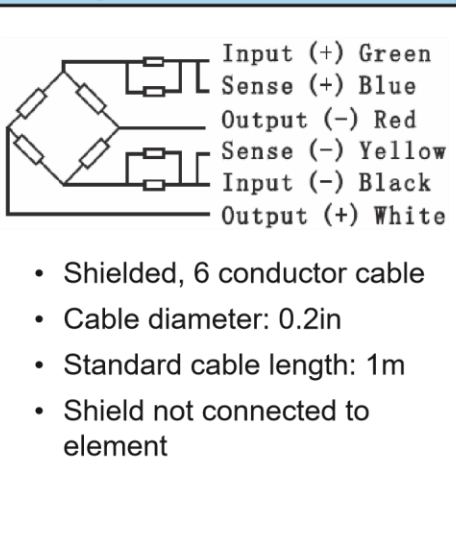 Input (+) Green
Sense (+) Blue
Output (-) Red
Sense (-) Yellow
Input (-) Black
Output (+) White
• Shielded, 6 conductor cable
• Cable diameter: 0.2in
• Standard cable length: 1m
• Shield not connected to
element